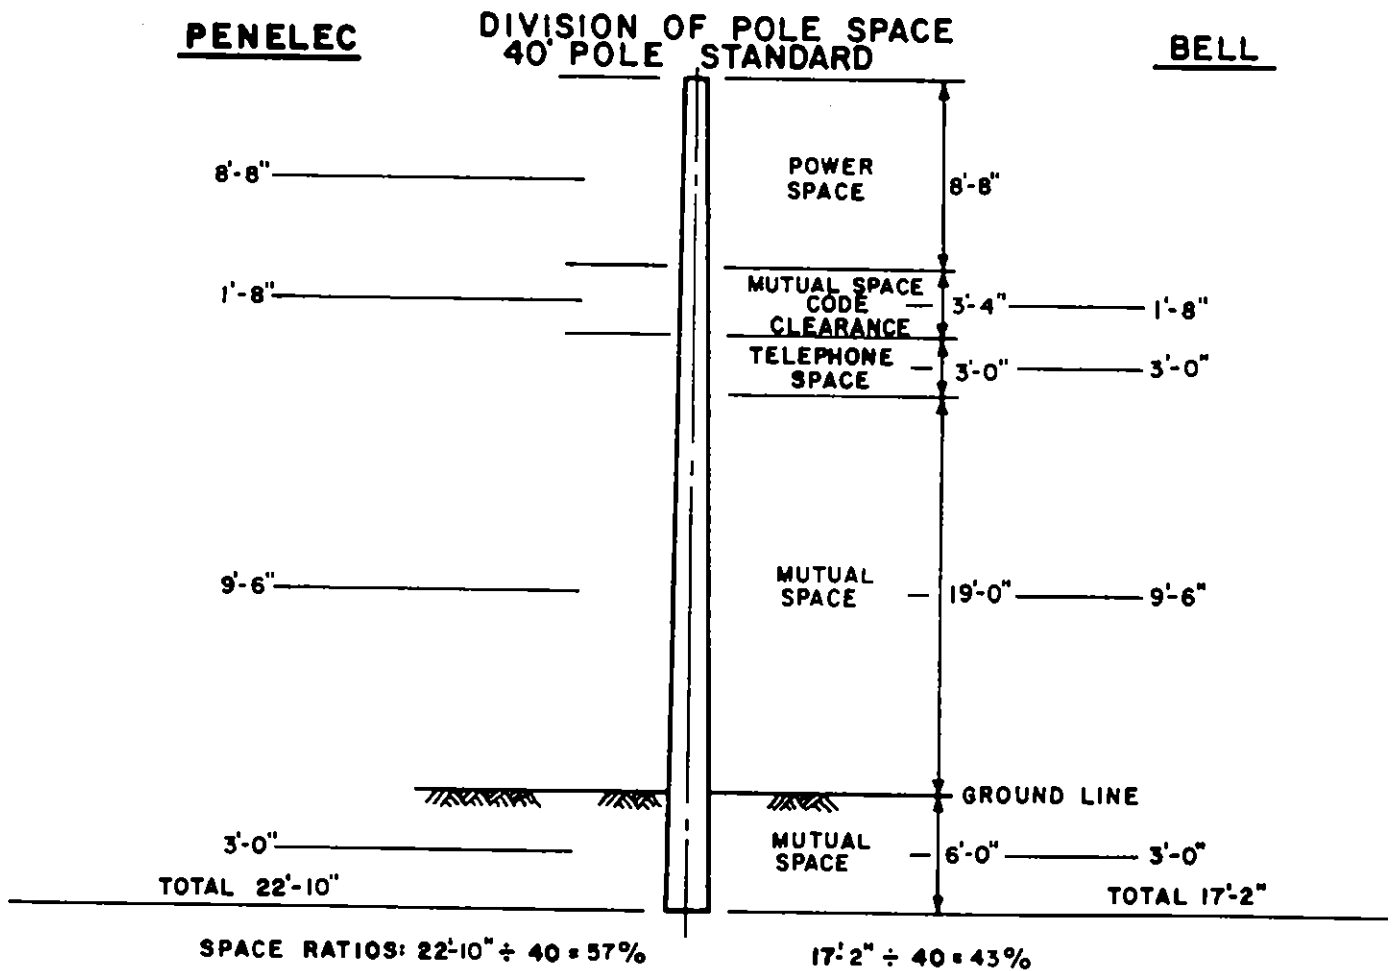 PENELEC
DIVISION OF POLE SPACE
40' POLE STANDARD
BELL
8'-8"
POWER
SPACE
8'-8"
1'-8"
MUTUAL SPACE
CODE
CLEARANCE
3'-4"
1'-8"
TELEPHONE
SPACE
3'-0"
3'-0"
9'-6"
MUTUAL
SPACE
19'-0"
9'-6"
GROUND LINE
3'-0"
MUTUAL
SPACE
6'-0"
3'-0"
TOTAL 22'-10"
TOTAL 17'-2"
SPACE RATIOS: 22'-10" ÷ 40 = 57%
17'-2" ÷ 40 = 43%